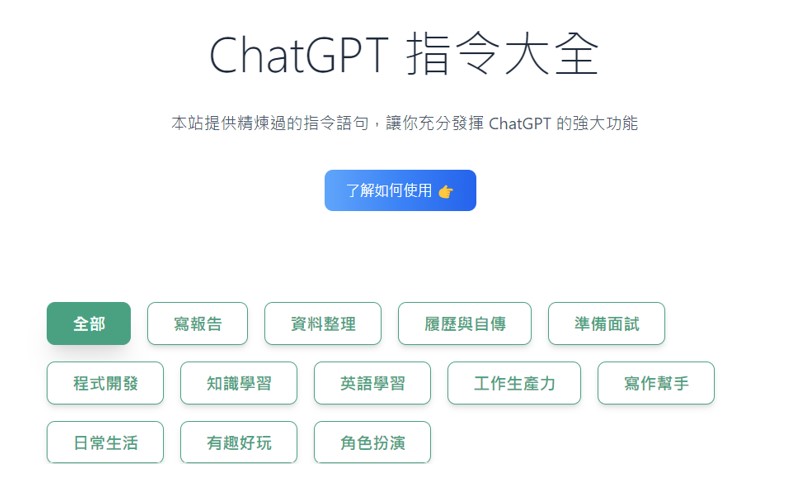 ChatGPT 指令大全
本站提供精煉過的指令語句，讓你充分發揮 ChatGPT 的強大功能
了解如何使用 👉
全部 寫報告 資料整理 履歷與自傳 準備面試
程式開發 知識學習 英語學習 工作生產力 寫作幫手
日常生活 有趣好玩 角色扮演